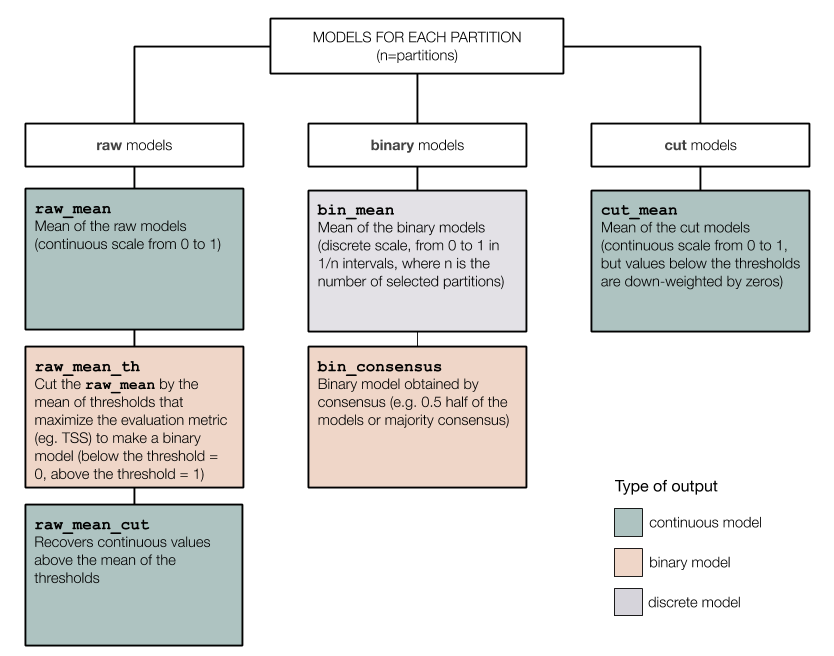 MODELS FOR EACH PARTITION
(n=partitions)
raw models
binary models
cut models
raw_mean
Mean of the raw models
(continuous scale from 0 to 1)
bin_mean
Mean of the binary models
(discrete scale, from 0 to 1 in
1/n intervals, where n is the
number of selected partitions)
cut_mean
Mean of the cut models
(continuous scale from 0 to 1,
but values below the thresholds
are down-weighted by zeros)
raw_mean_th
Cut the raw_mean by the
mean of thresholds that
maximize the evaluation metric
(eg. TSS) to make a binary
model (below the threshold =
0, above the threshold = 1)
bin_consensus
Binary model obtained by
consensus (e.g. 0.5 half of the
models or majority consensus)
raw_mean_cut
Recovers continuous values
above the mean of the
thresholds
Type of output
continuous model
binary model
discrete model